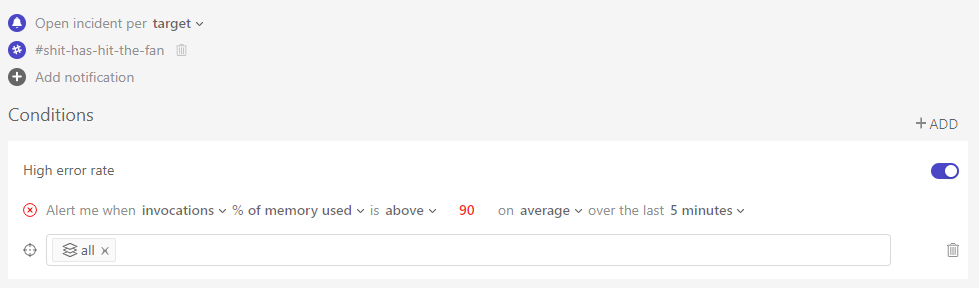 Open incident per target
#shit-has-hit-the-fan
Add notification
Conditions
+ ADD
High error rate
Alert me when invocations % of memory used is above 90 on average over the last 5 minutes
all